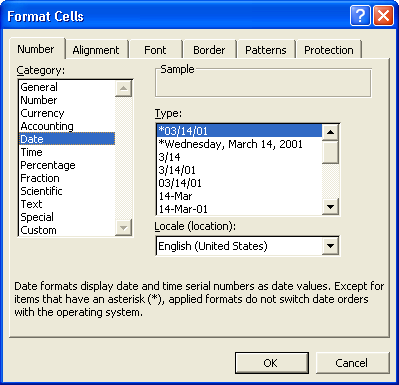 Format Cells
Number Alignment Font Border Patterns Protection
Category:
General
Number
Currency
Accounting
Date
Time
Percentage
Fraction
Scientific
Text
Special
Custom
Sample
Type:
*03/14/01
*Wednesday, March 14, 2001
3/14
3/14/01
03/14/01
14-Mar
14-Mar-01
Locale (location):
English (United States)
Date formats display date and time serial numbers as date values. Except for
items that have an asterisk (*), applied formats do not switch date orders
with the operating system.
OK Cancel